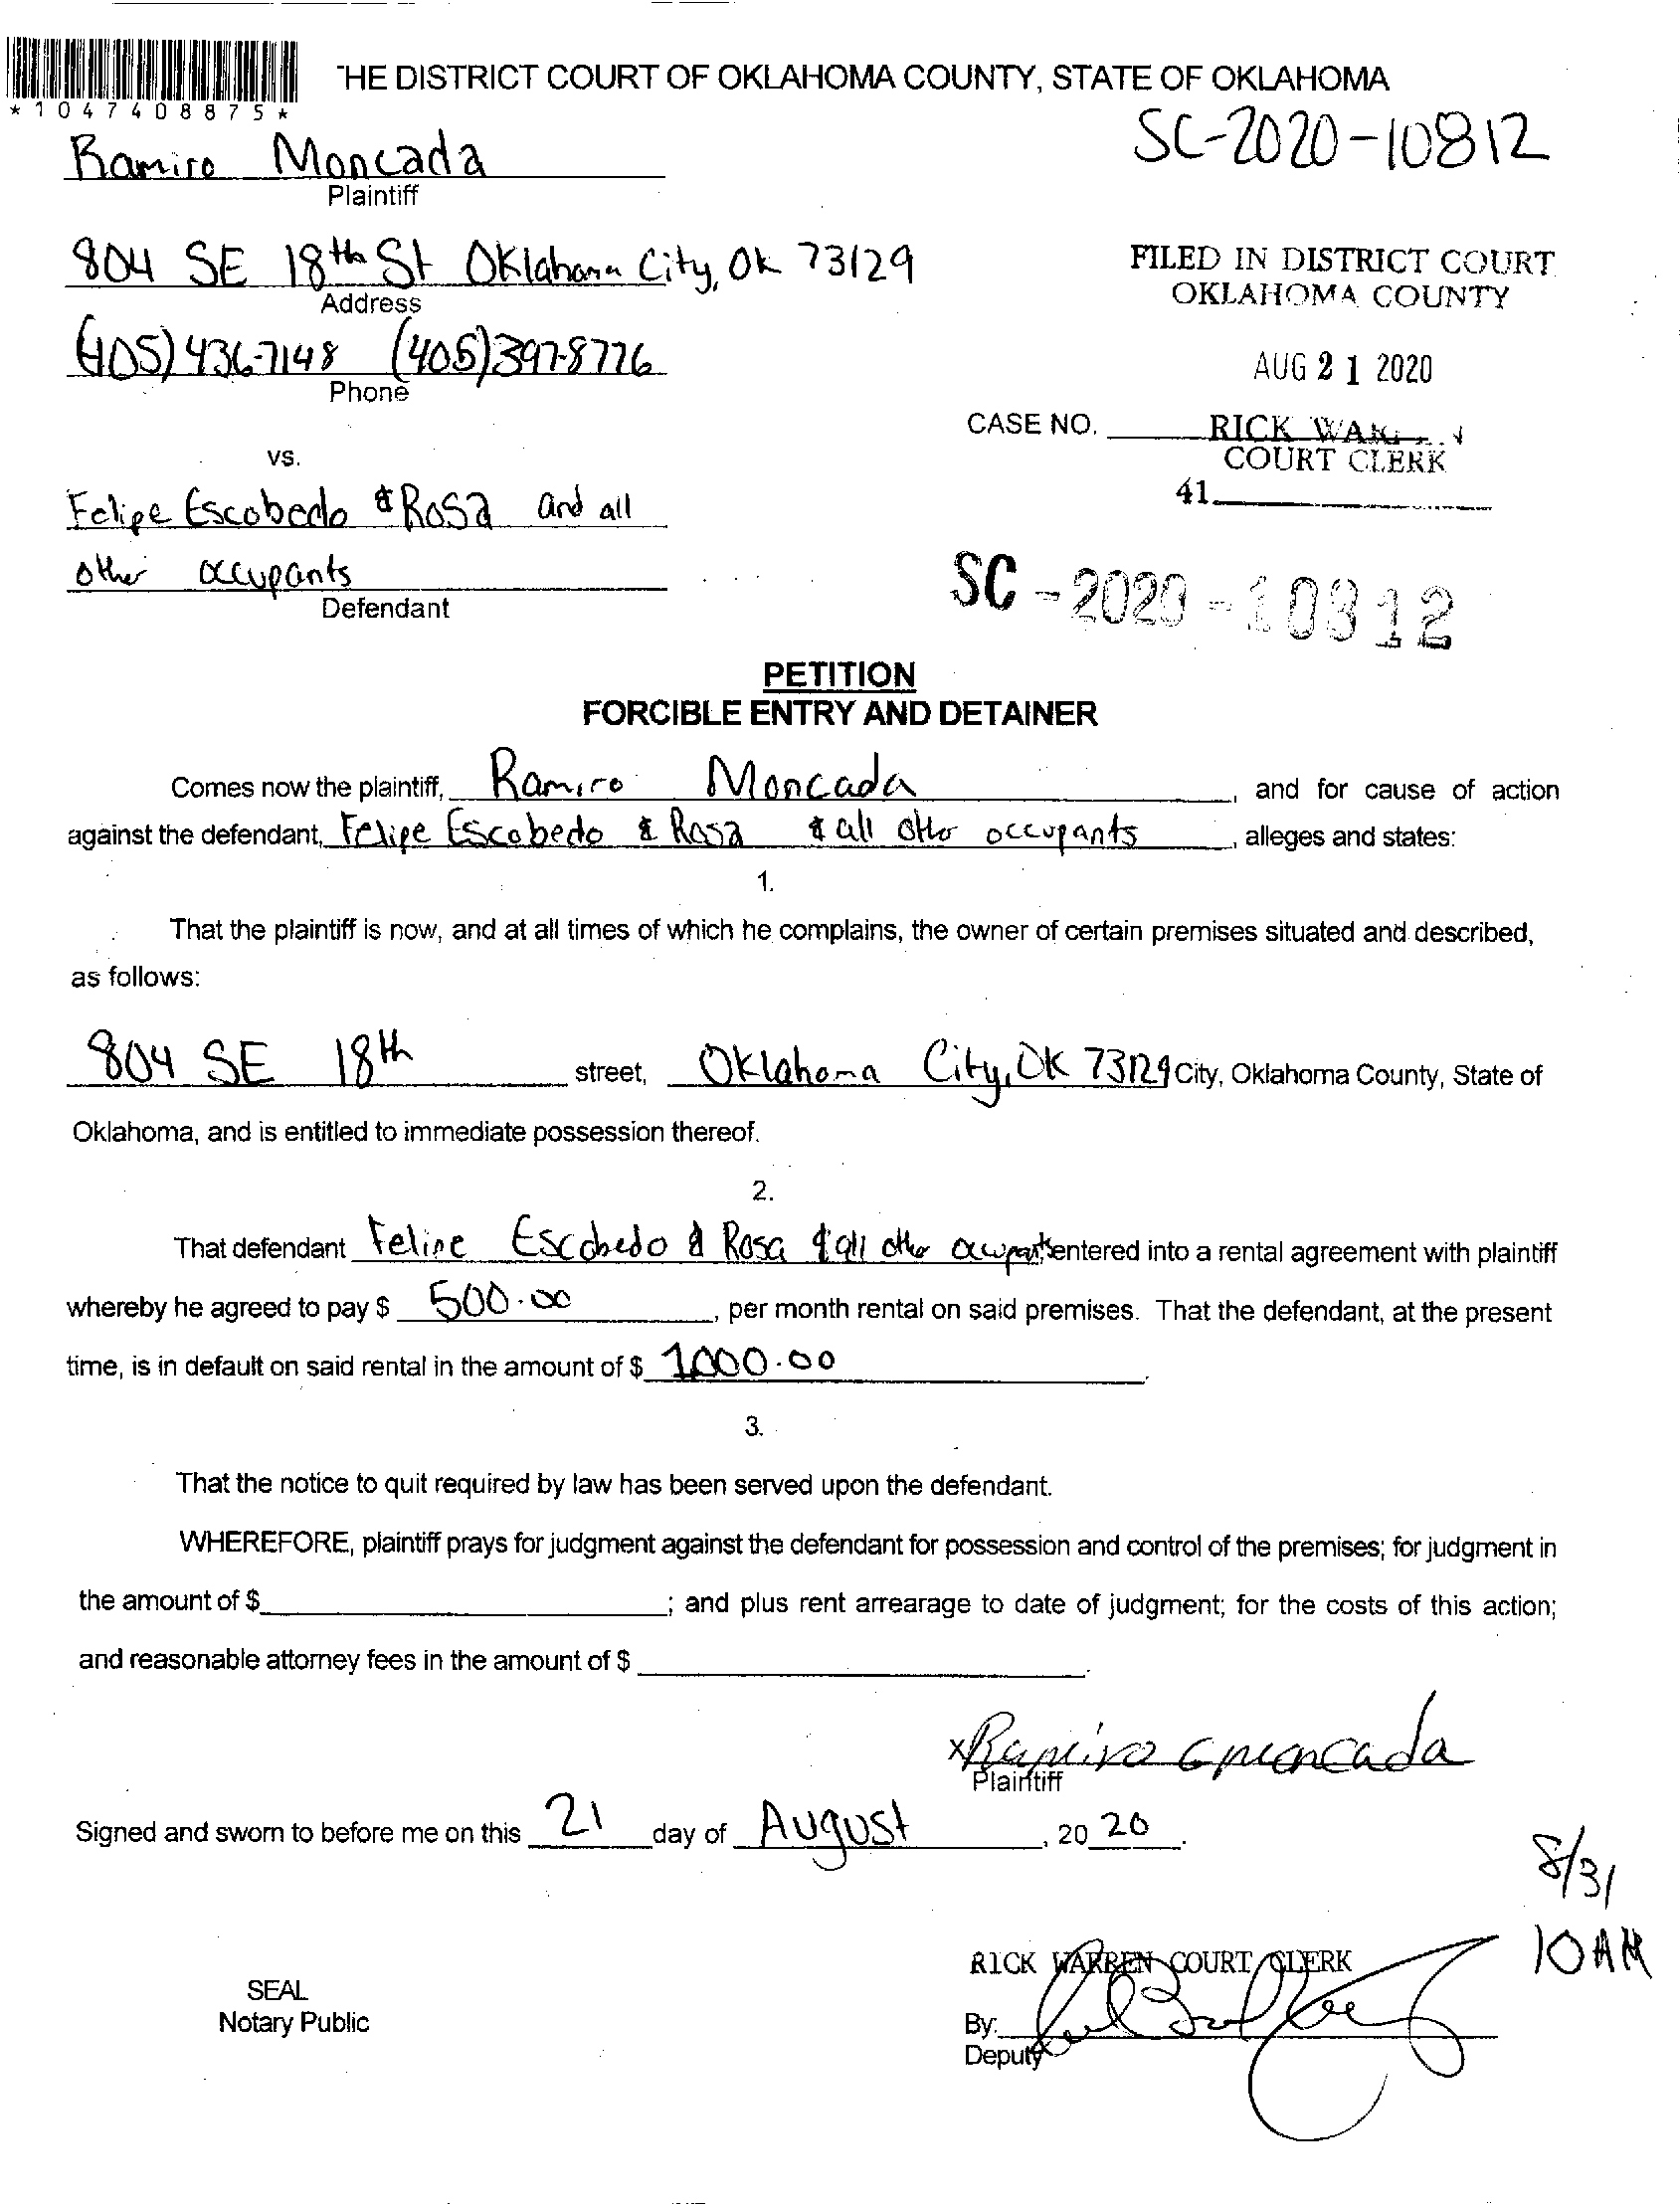 *1047408875*
HE DISTRICT COURT OF OKLAHOMA COUNTY, STATE OF OKLAHOMA
SC-2020-10812
Ramiro Moncada
Plaintiff
804 SE 18th St Oklahoma City, Ok 73129
Address
FILED IN DISTRICT COURT
OKLAHOMA COUNTY
(405) 436-7148 (405) 397-8776
Phone
AUG 21 2020
CASE NO.
RICK
COURT CLERK
41
vs.
Felipe Escobedo & Rosa and all
other occupants
Defendant
SC-2020-10812
PETITION
FORCIBLE ENTRY AND DETAINER
Comes now the plaintiff, Ramiro Moncada, and for cause of action
against the defendant, Felipe Escobedo & Rosa & all other occupants, alleges and states:
1.
That the plaintiff is now, and at all times of which he complains, the owner of certain premises situated and described,
as follows:
804 SE 18th street, Oklahoma City, OK 73129 City, Oklahoma County, State of
Oklahoma, and is entitled to immediate possession thereof.
2.
That defendant Felipe Escobedo & Rosa & all other occupants entered into a rental agreement with plaintiff
whereby he agreed to pay $ 500.00, per month rental on said premises. That the defendant, at the present
time, is in default on said rental in the amount of $ 1000.00.
3.
That the notice to quit required by law has been served upon the defendant.
WHEREFORE, plaintiff prays for judgment against the defendant for possession and control of the premises; for judgment in
the amount of $ ; and plus rent arrearage to date of judgment; for the costs of this action;
and reasonable attorney fees in the amount of $ .
x Ramiro G Moncada
Plaintiff
Signed and sworn to before me on this 21 day of August, 20 20.
8/31
10 AM
RICK WARREN COURT CLERK
SEAL
Notary Public
By:
Deputy